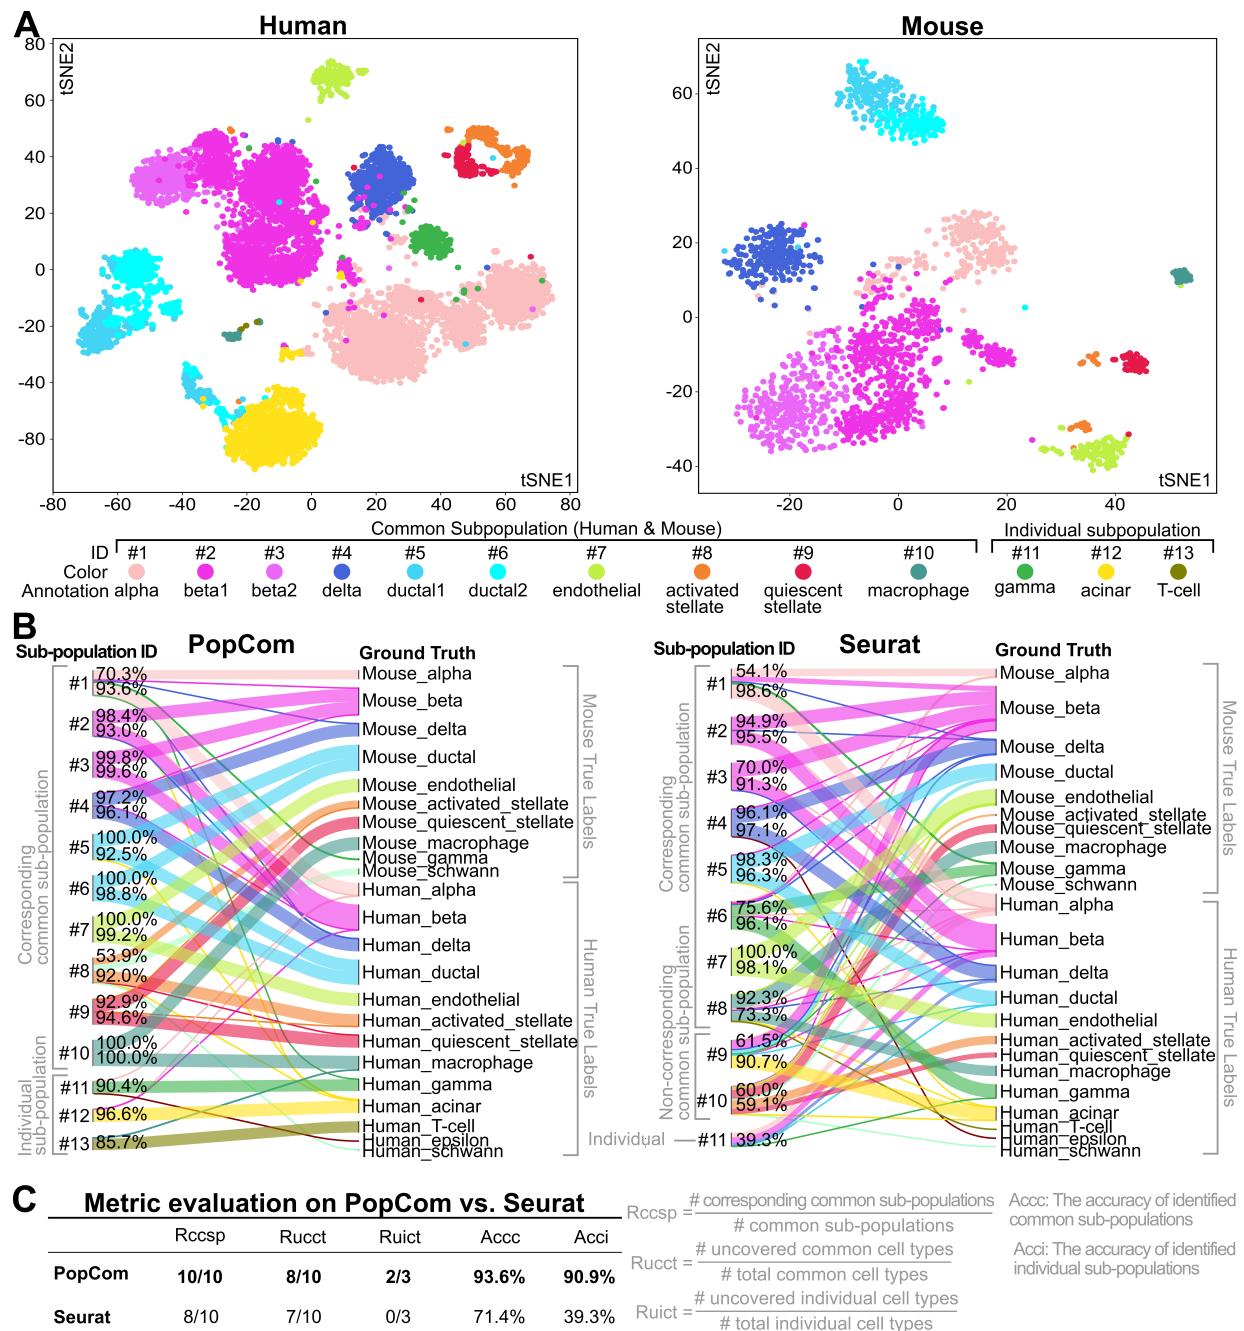 A
Human
Mouse
tSNE2
80
60
40
20
0
-20
-40
-60
-80
-80
-60
-40
-20
0
20
40
60
80
tSNE1
tSNE2
60
40
20
0
-20
-40
-20
0
20
40
tSNE1
Common Subpopulation (Human & Mouse)
Individual subpopulation
ID #1 #2 #3 #4 #5 #6 #7 #8 #9 #10 #11 #12 #13
Color
Annotation alpha beta1 beta2 delta ductal1 ductal2 endothelial activated stellate quiescent stellate macrophage gamma acinar T-cell
B
PopCom
Sub-population ID
Ground Truth
Corresponding common sub-population
Individual sub-population
#1 70.3% 93.6%
#2 98.4% 93.0%
#3 99.8% 99.6%
#4 97.2% 96.1%
#5 100.0% 92.5%
#6 100.0% 98.8%
#7 100.0% 99.2%
#8 53.9% 92.0%
#9 92.9% 94.6%
#10 100.0% 100.0%
#11 90.4%
#12 96.6%
#13 85.7%
Mouse_alpha
Mouse_beta
Mouse_delta
Mouse_ductal
Mouse_endothelial
Mouse_activated_stellate
Mouse_quiescent_stellate
Mouse_macrophage
Mouse_gamma
Mouse_schwann
Human_alpha
Human_beta
Human_delta
Human_ductal
Human_endothelial
Human_activated_stellate
Human_quiescent_stellate
Human_macrophage
Human_gamma
Human_acinar
Human_T-cell
Human_epsilon
Human_schwann
Mouse True Labels
Human True Labels
Seurat
Sub-population ID
Ground Truth
Corresponding common sub-population
Non-corresponding common sub-population
Individual
#1 54.1% 98.6%
#2 94.9% 95.5%
#3 70.0% 91.3%
#4 96.1% 97.1%
#5 98.3% 96.3%
#6 75.6% 96.1%
#7 100.0% 98.1%
#8 92.3% 73.3%
#9 61.5% 90.7%
#10 60.0% 59.1%
#11 39.3%
Mouse_alpha
Mouse_beta
Mouse_delta
Mouse_ductal
Mouse_endothelial
Mouse_activated_stellate
Mouse_quiescent_stellate
Mouse_macrophage
Mouse_gamma
Mouse_schwann
Human_alpha
Human_beta
Human_delta
Human_ductal
Human_endothelial
Human_activated_stellate
Human_quiescent_stellate
Human_macrophage
Human_gamma
Human_acinar
Human_T-cell
Human_epsilon
Human_schwann
Mouse True Labels
Human True Labels
C
Metric evaluation on PopCom vs. Seurat
Rccsp Rucct Ruict Accc Acci
PopCom 10/10 8/10 2/3 93.6% 90.9%
Seurat 8/10 7/10 0/3 71.4% 39.3%
Rccsp = # corresponding common sub-populations
# common sub-populations
Rucct = # uncovered common cell types
# total common cell types
Ruict = # uncovered individual cell types
# total individual cell types
Accc: The accuracy of identified
common sub-populations
Acci: The accuracy of identified
individual sub-populations